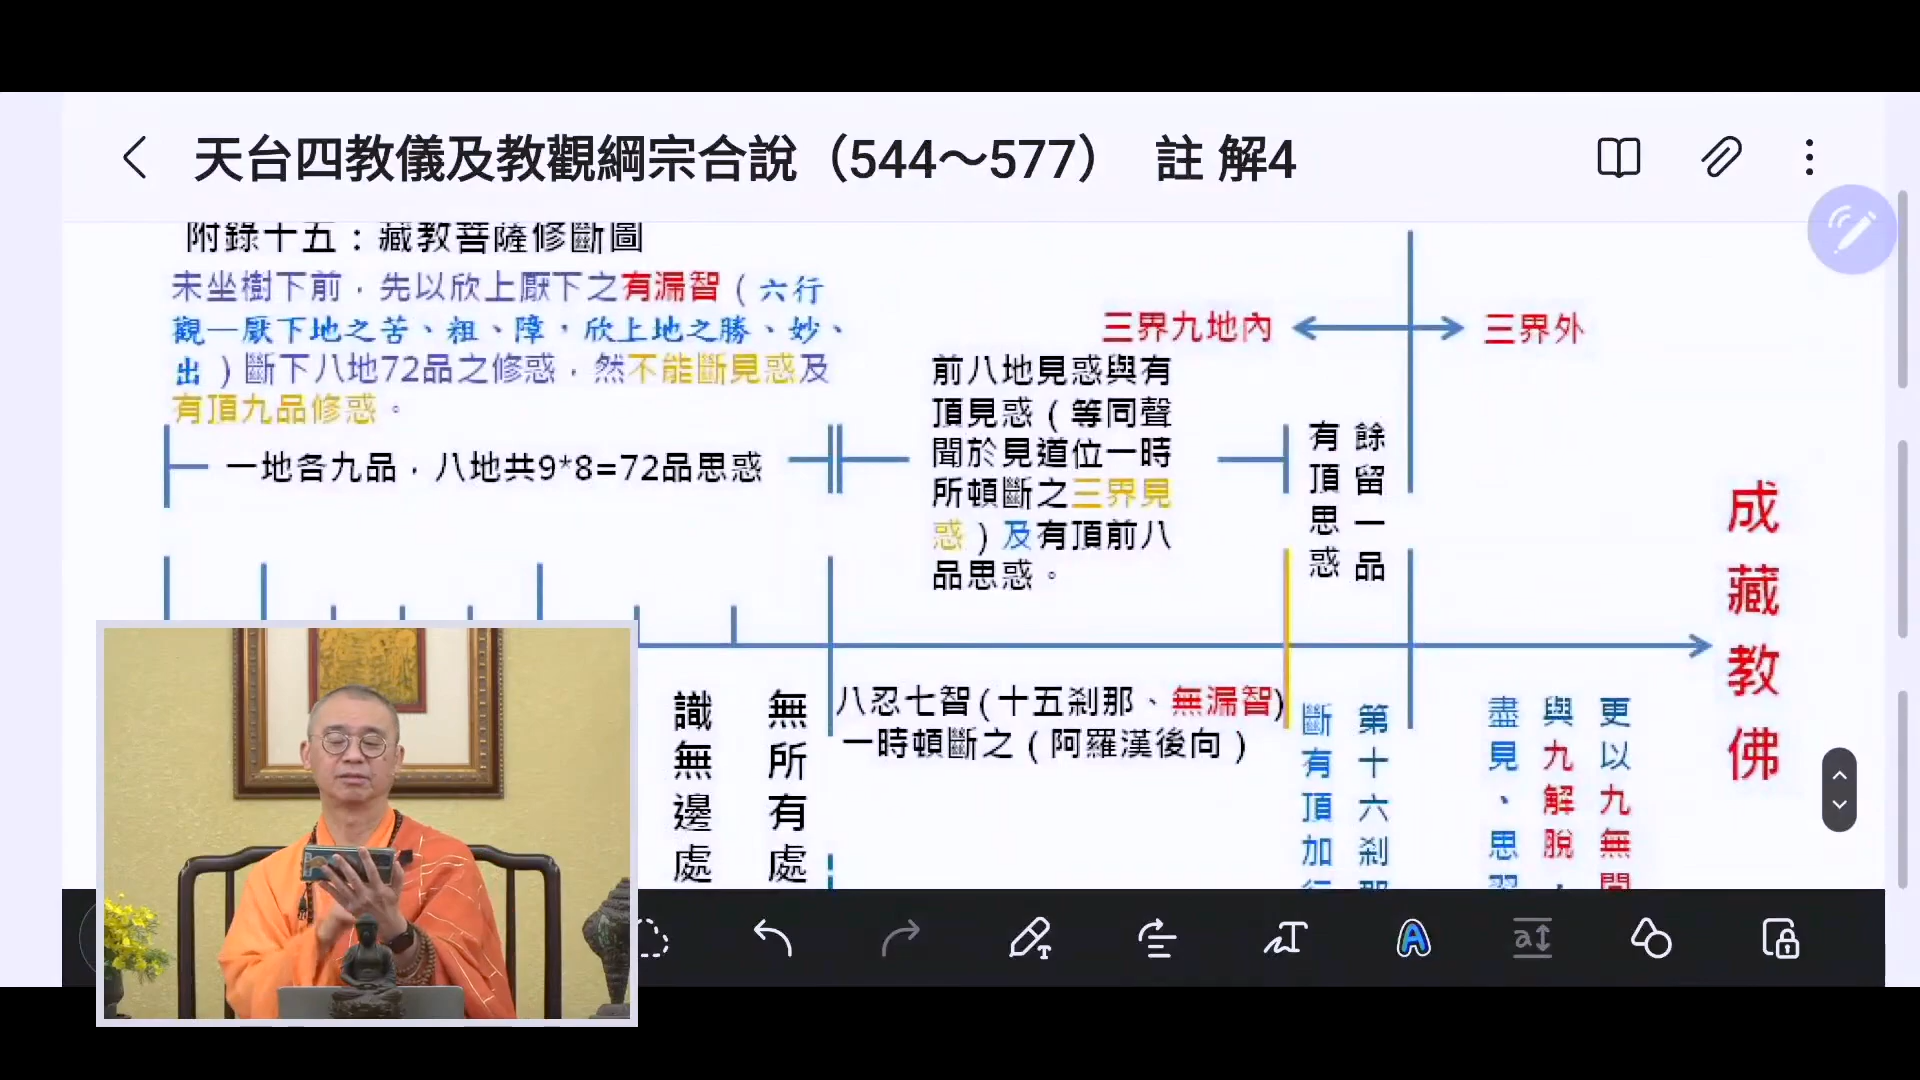 天台四教儀及教觀綱宗合說（544～577） 註 解4
附錄十五：藏教菩薩修斷圖
未坐樹下前，先以欣上厭下之有漏智（六行
觀—厭下地之苦、粗、障，欣上地之勝、妙、
出）斷下八地72品之修惑，然不能斷見惑及
有頂九品修惑。
三界九地內
三界外
一地各九品，八地共9*8=72品思惑
前八地見惑與有
頂見惑（等同聲
聞於見道位一時
所頓斷之三界見
惑）及有頂前八
品思惑。
餘留一品
有頂思惑
成藏教佛
識無邊處
無所有處
八忍七智(十五剎那、無漏智)
一時頓斷之（阿羅漢後向）
第十六剎那
斷有頂加行
更以九無間
與九解脫，
盡見、思習